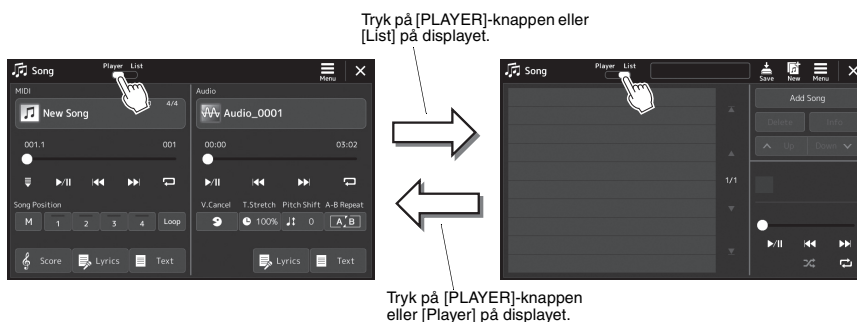 Tryk på [PLAYER]-knappen eller
[List] på displayet.
Song
Player List
Menu
MIDI
4/4
New Song
001.1
001
Song Position
M
1
2
3
4
Loop
Score
Lyrics
Text
Audio
Audio_0001
00:00
03:02
V.Cancel
T.Stretch
Pitch Shift
A-B Repeat
100%
0
A B
Lyrics
Text
Song
Player List
Save
New
Menu
Add Song
Delete
Info
Up
Down
1/1
Tryk på [PLAYER]-knappen
eller [Player] på displayet.